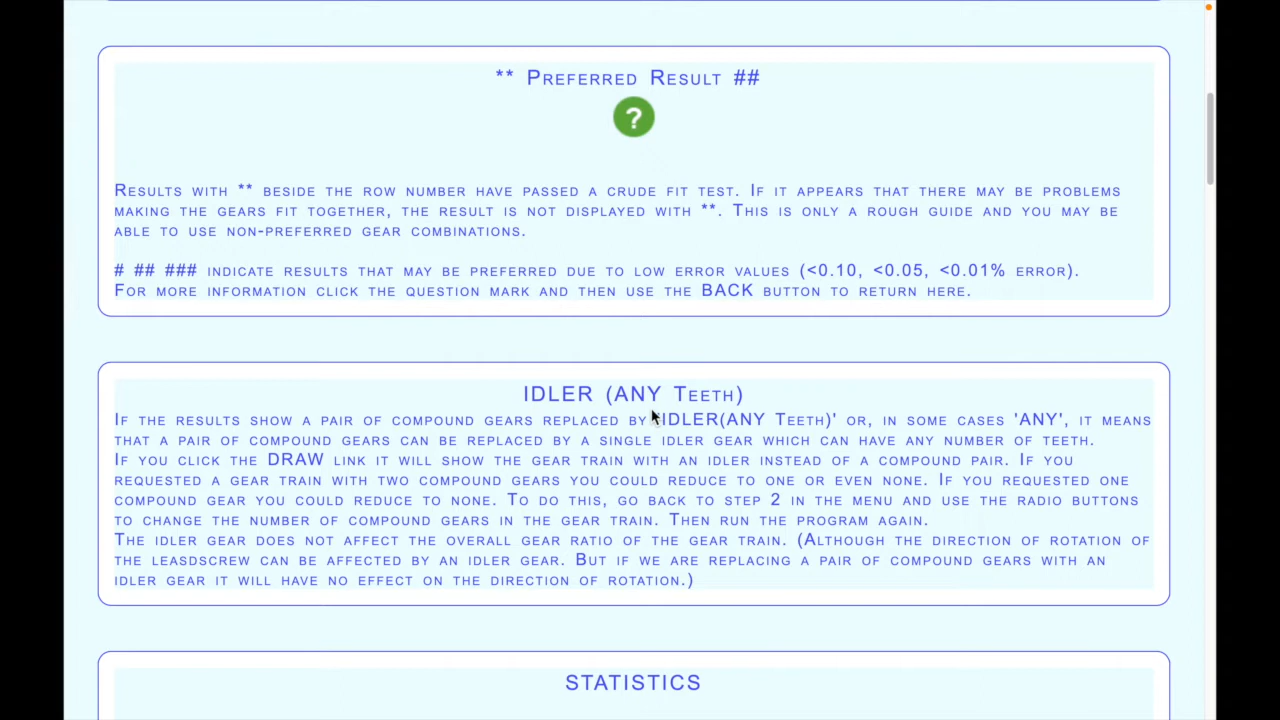 ** Preferred Result ##
?
Results with ** beside the row number have passed a crude fit test. If it appears that there may be problems
making the gears fit together, the result is not displayed with **. This is only a rough guide and you may be
able to use non-preferred gear combinations.
# ## ### indicate results that may be preferred due to low error values (<0.10, <0.05, <0.01% error).
For more information click the question mark and then use the BACK button to return here.
IDLER (ANY Teeth)
If the results show a pair of compound gears replaced by 'IDLER(ANY Teeth)' or, in some cases 'ANY', it means
that a pair of compound gears can be replaced by a single idler gear which can have any number of teeth.
If you click the DRAW link it will show the gear train with an idler instead of a compound pair. If you
requested a gear train with two compound gears you could reduce to one or even none. If you requested one
compound gear you could reduce to none. To do this, go back to step 2 in the menu and use the radio buttons
to change the number of compound gears in the gear train. Then run the program again.
The idler gear does not affect the overall gear ratio of the gear train. (Although the direction of rotation of
the leasdscrew can be affected by an idler gear. But if we are replacing a pair of compound gears with an
idler gear it will have no effect on the direction of rotation.)
STATISTICS